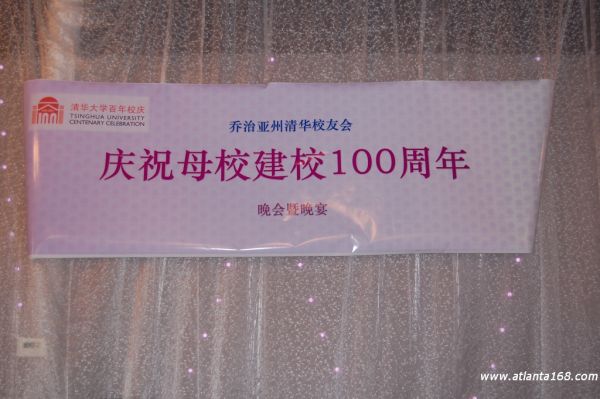 清华大学百年校庆
TSINGHUA UNIVERSITY
CENTENARY CELEBRATION
乔治亚州清华校友会
庆祝母校建校100周年
晚会暨晚宴
www.atlanta168.com